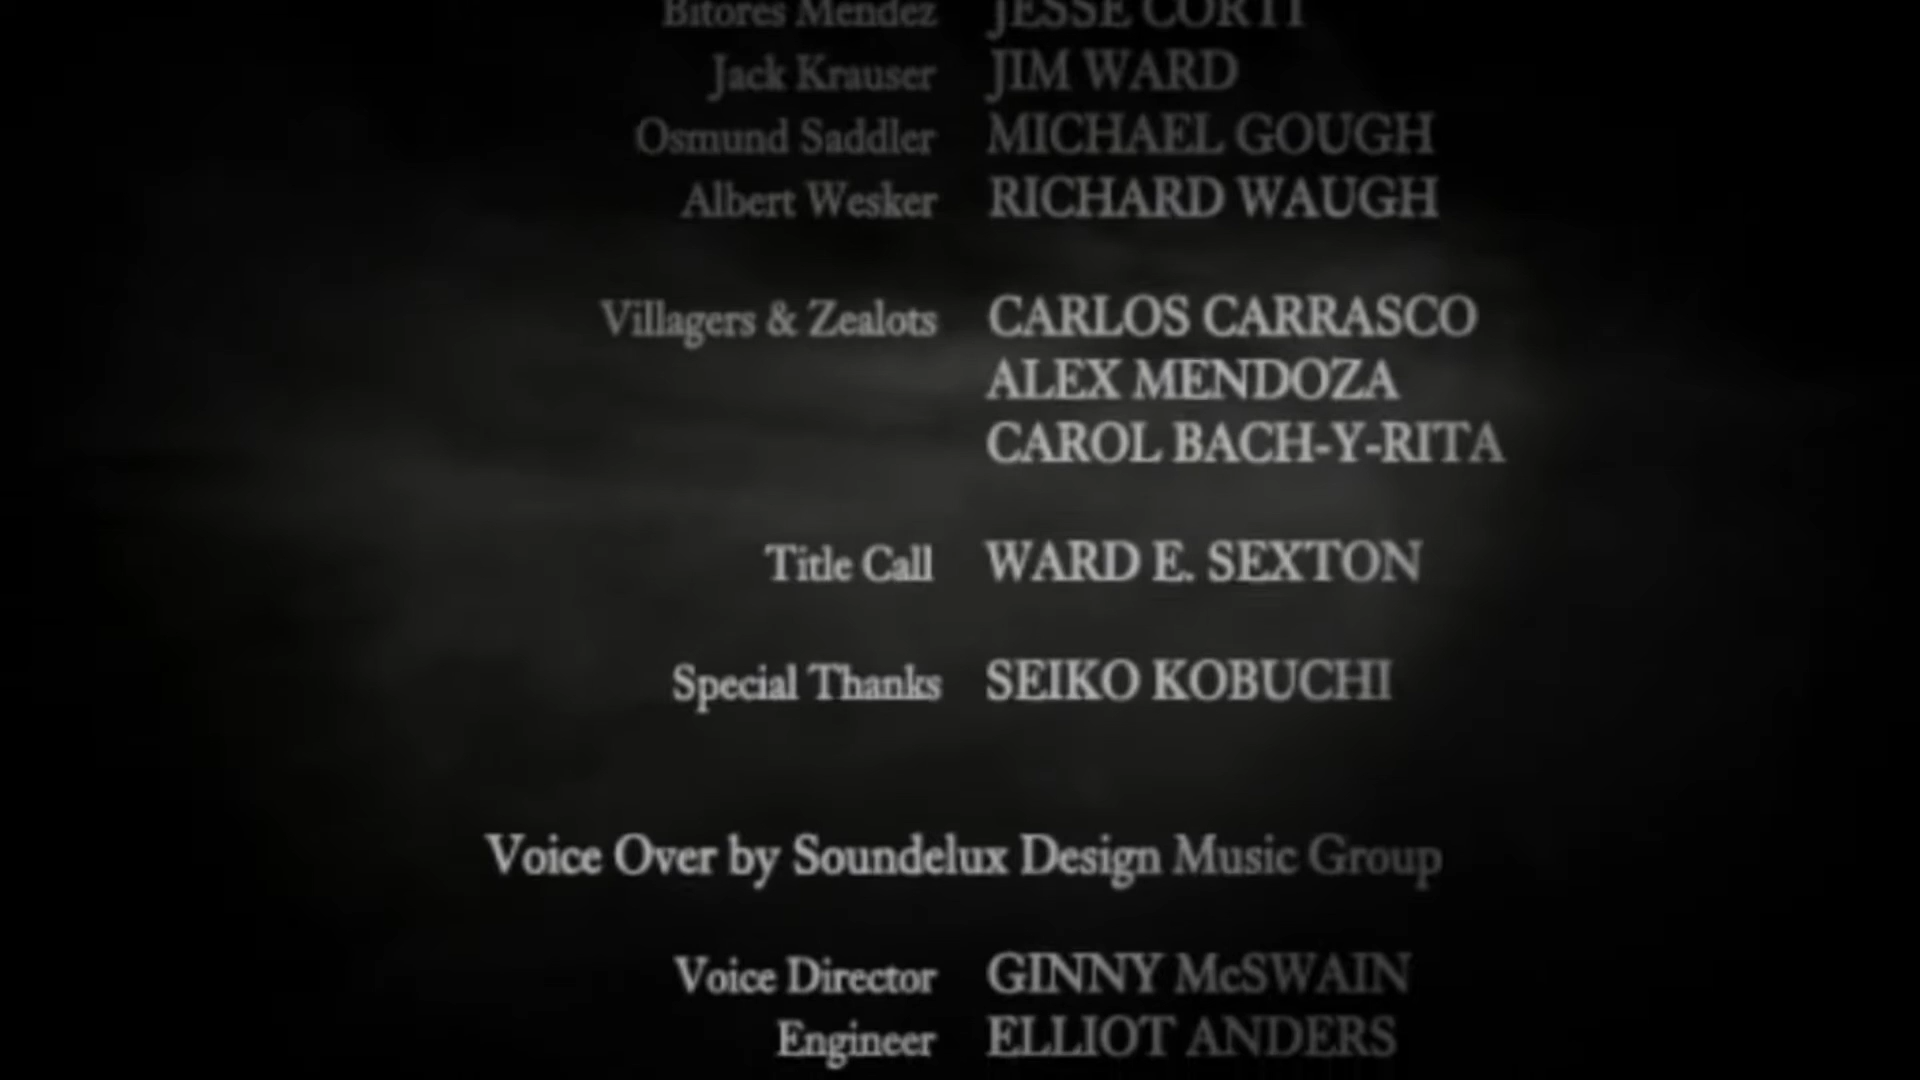 Bitores Mendez JESSE CORTI
Jack Krauser JIM WARD
Osmund Saddler MICHAEL GOUGH
Albert Wesker RICHARD WAUGH
Villagers & Zealots CARLOS CARRASCO
ALEX MENDOZA
CAROL BACH-Y-RITA
Title Call WARD E. SEXTON
Special Thanks SEIKO KOBUCHI
Voice Over by Soundelux Design Music Group
Voice Director GINNY McSWAIN
Engineer ELLIOT ANDERS